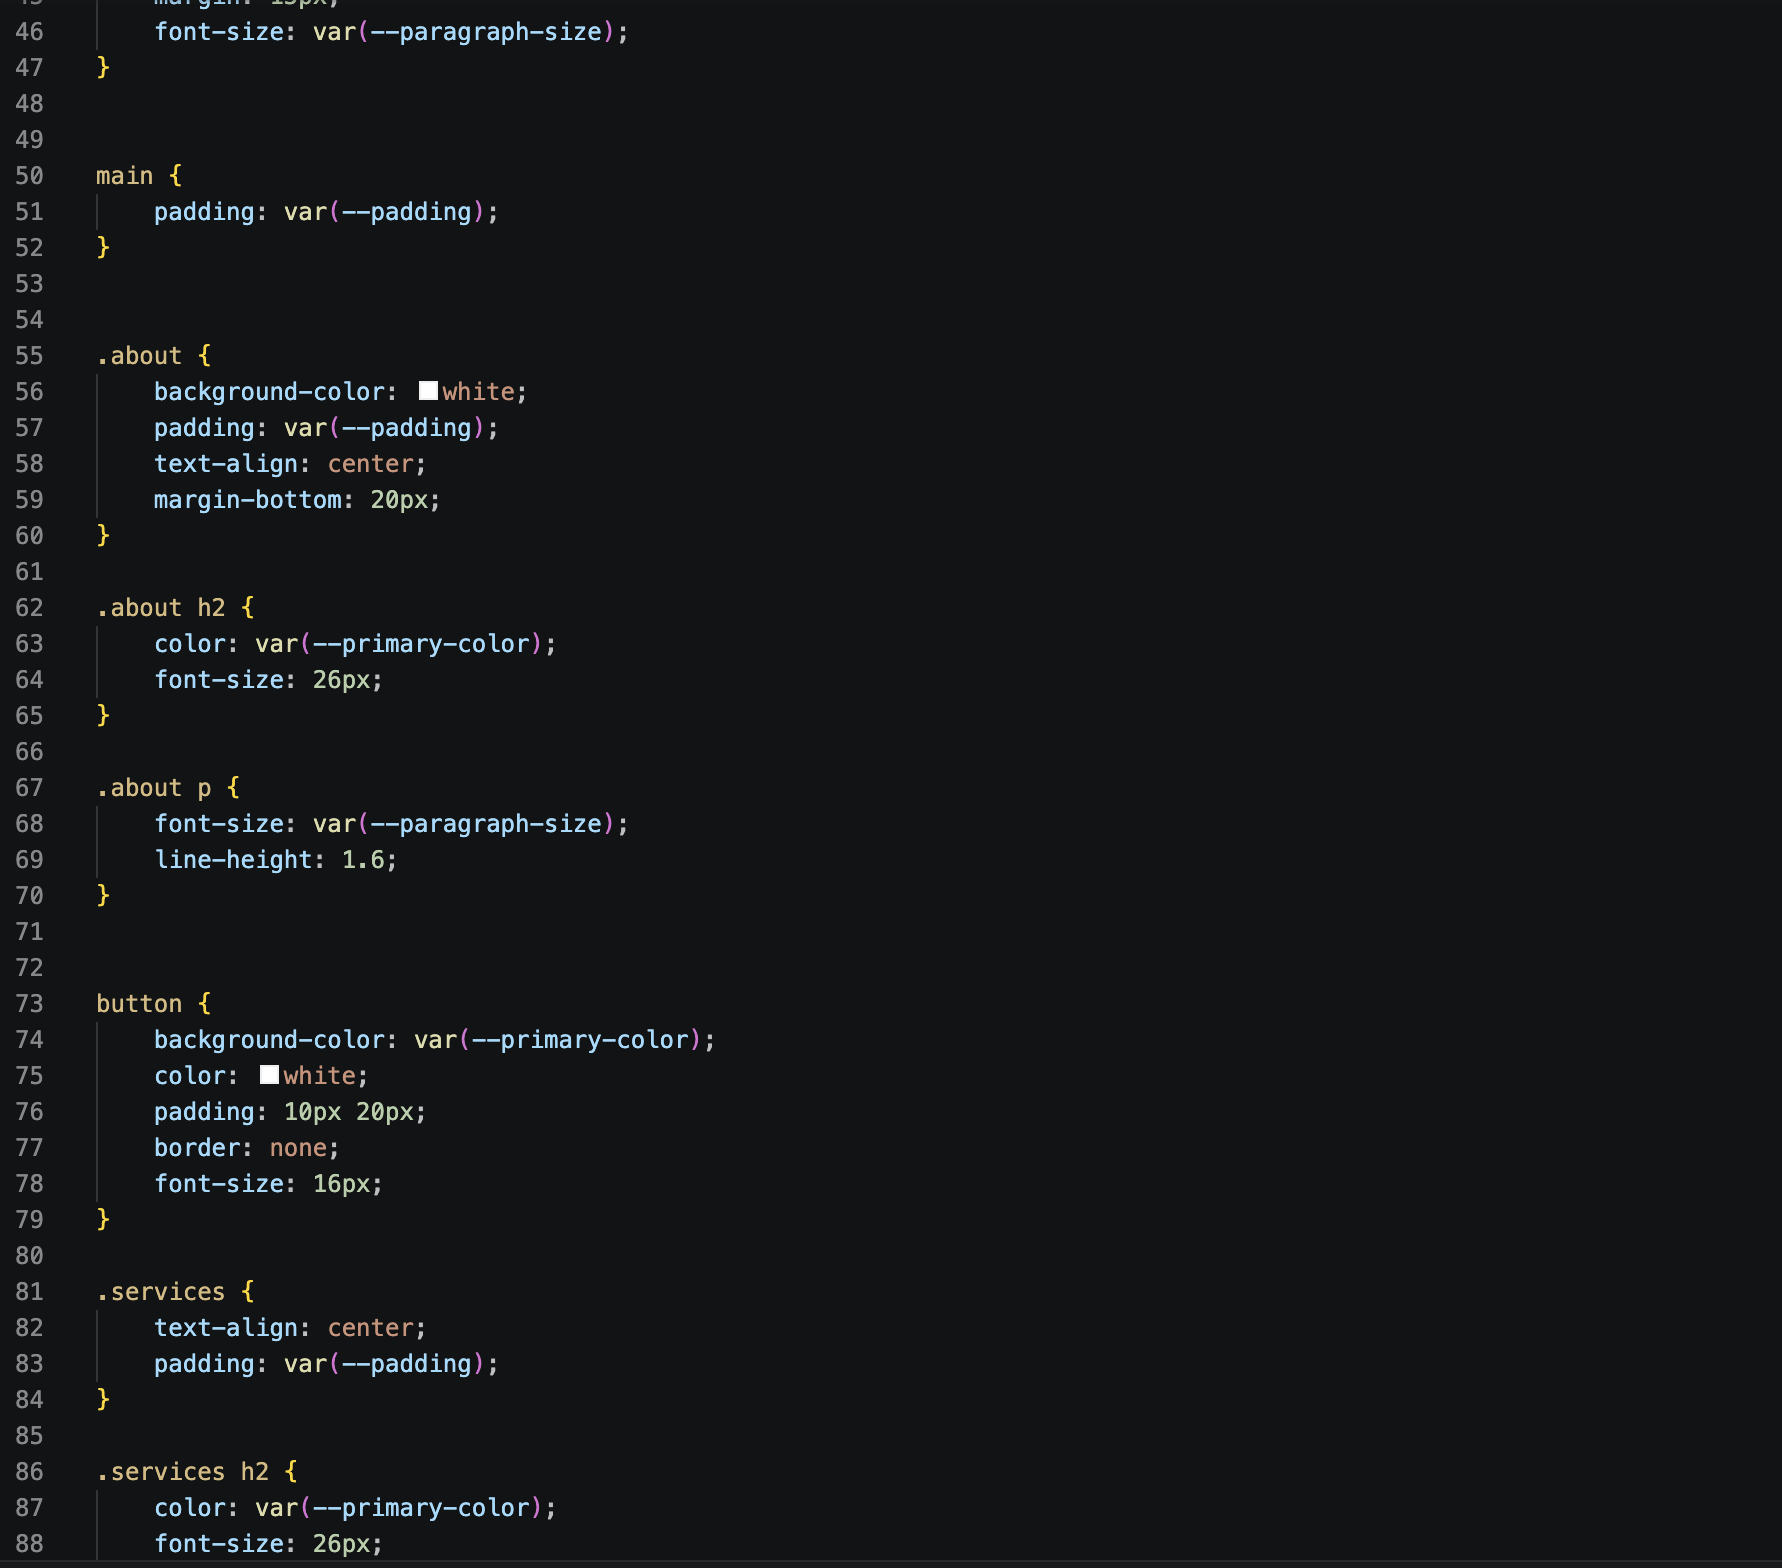 margin: 15px;
46 font-size: var(--paragraph-size);
47 }
48
49
50 main {
51 padding: var(--padding);
52 }
53
54
55 .about {
56 background-color: white;
57 padding: var(--padding);
58 text-align: center;
59 margin-bottom: 20px;
60 }
61
62 .about h2 {
63 color: var(--primary-color);
64 font-size: 26px;
65 }
66
67 .about p {
68 font-size: var(--paragraph-size);
69 line-height: 1.6;
70 }
71
72
73 button {
74 background-color: var(--primary-color);
75 color: white;
76 padding: 10px 20px;
77 border: none;
78 font-size: 16px;
79 }
80
81 .services {
82 text-align: center;
83 padding: var(--padding);
84 }
85
86 .services h2 {
87 color: var(--primary-color);
88 font-size: 26px;